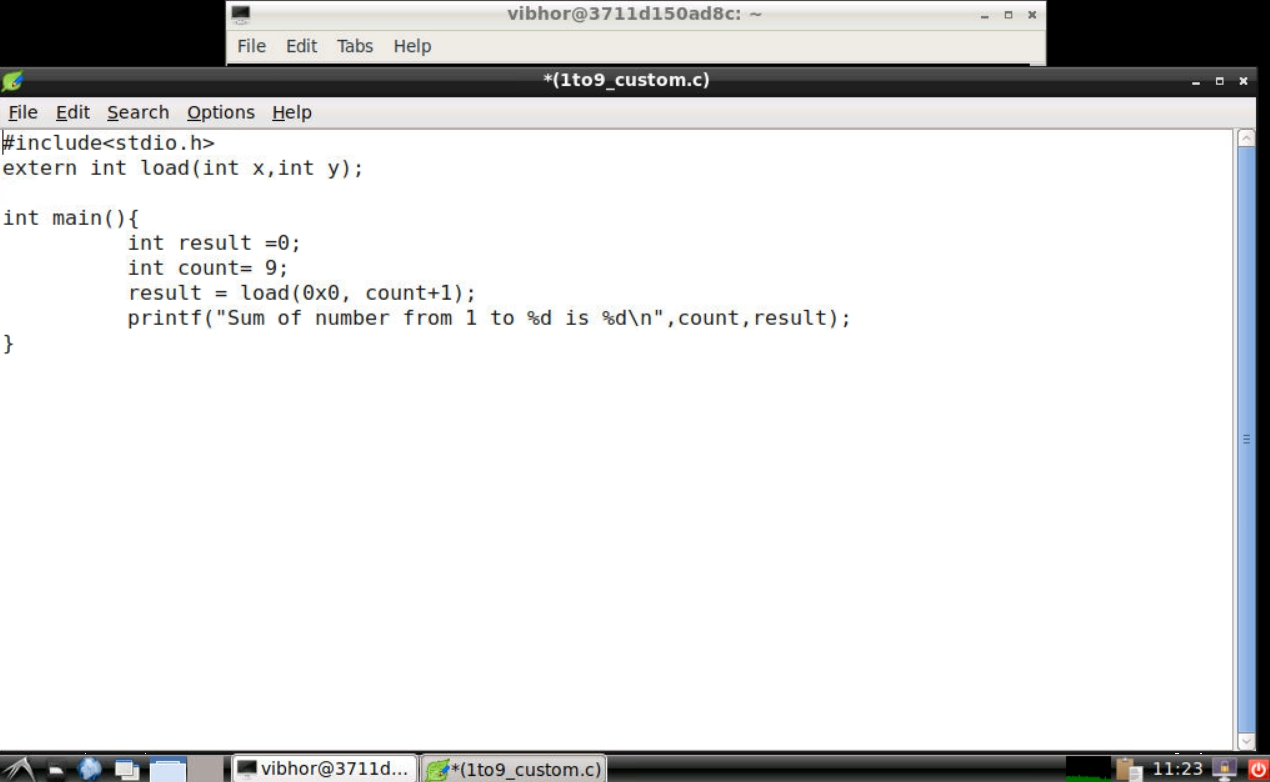 vibhor@3711d150ad8c: ~
File Edit Tabs Help
*(1to9_custom.c)
File Edit Search Options Help
#include<stdio.h>
extern int load(int x,int y);
int main(){
int result =0;
int count= 9;
result = load(0x0, count+1);
printf("Sum of number from 1 to %d is %d\n",count,result);
}
vibhor@3711d... *(1to9_custom.c) 11:23